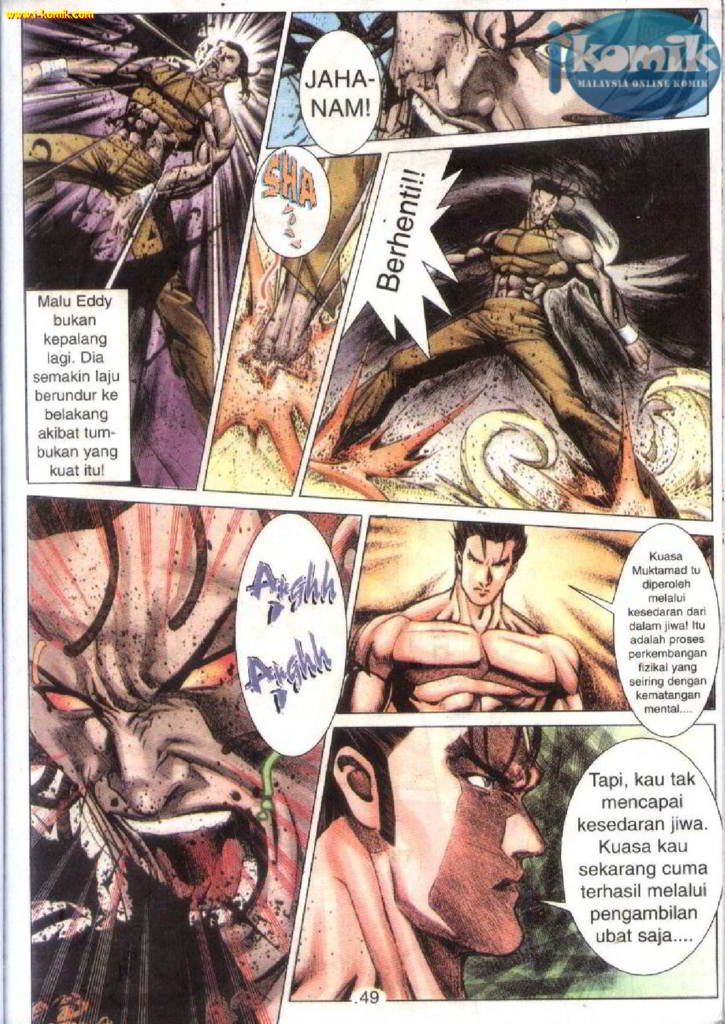 www.i-komik.com
ikomik
MALAYSIA ONLINE KOMIK
JAHA-
NAM!
CHA
Berhenti!!
Malu Eddy
bukan
kepalang
lagi. Dia
semakin laju
berundur ke
belakang
akibat tum-
bukan yang
kuat itu!
Arghh
Arghh
Kuasa
Muktamad tu
diperoleh
melalui
kesedaran dari
dalam jiwa! Itu
adalah proses
perkembangan
fizikal yang
seiring dengan
kematangan
mental....
Tapi, kau tak
mencapai
kesedaran jiwa.
Kuasa kau
sekarang cuma
terhasil melalui
pengambilan
ubat saja....
.49